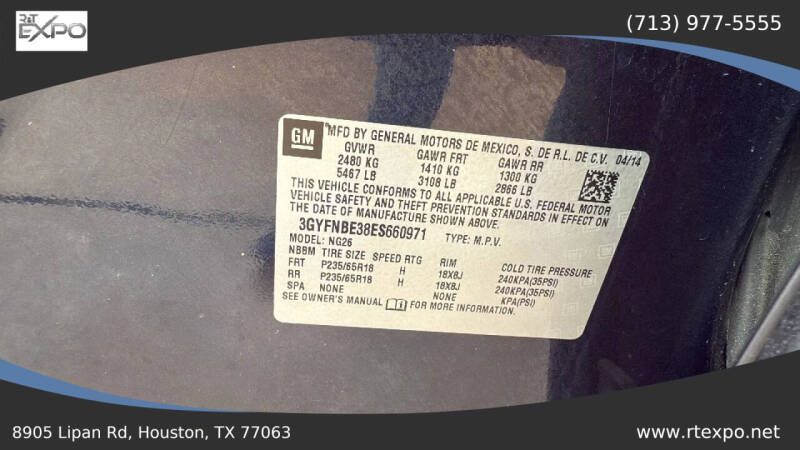 R&T
EXPO
(713) 977-5555
GM
MFD BY GENERAL MOTORS DE MEXICO, S. DE R.L. DE C.V. 04/14
GVWR GAWR FRT GAWR RR
2480 KG 1410 KG 1300 KG
5467 LB 3108 LB 2866 LB
THIS VEHICLE CONFORMS TO ALL APPLICABLE U.S. FEDERAL MOTOR
VEHICLE SAFETY AND THEFT PREVENTION STANDARDS IN EFFECT ON
THE DATE OF MANUFACTURE SHOWN ABOVE.
3GYFNBE38ES660971 TYPE: M.P.V.
MODEL: NG26
NBBM TIRE SIZE SPEED RTG RIM COLD TIRE PRESSURE
FRT P235/65R18 H 18X8J 240KPA(35PSI)
RR P235/65R18 H 18X8J 240KPA(35PSI)
SPA NONE NONE KPA(PSI)
SEE OWNER'S MANUAL FOR MORE INFORMATION
8905 Lipan Rd, Houston, TX 77063
www.rtexpo.net